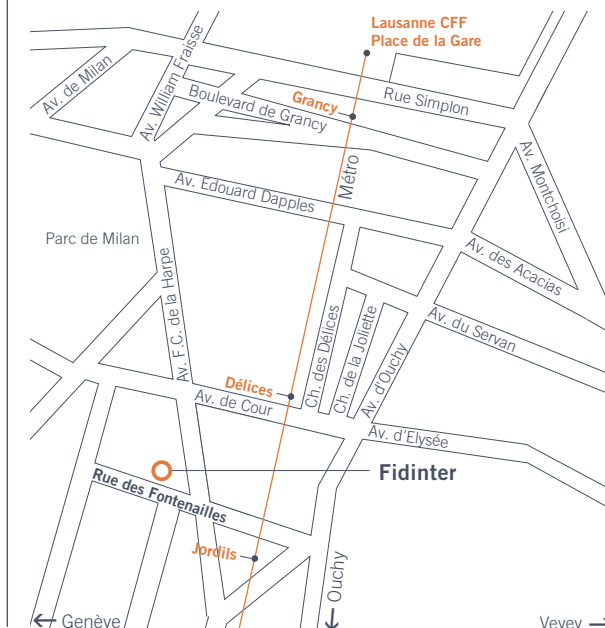 Lausanne CFF
Place de la Gare
Av. de Milan
Av. William Fraisse
Boulevard de Grancy
Grancy
Rue Simplon
Métro
Av. Montchoisi
Av. Edouard Dapples
Parc de Milan
Av. F.C. de la Harpe
Av. des Acacias
Av. du Servan
Ch. des Délices
Ch. de la Joliette
Av. d'Ouchy
Délices
Av. de Cour
Av. d'Elysée
Fidinter
Rue des Fontenailles
Jordils
Ouchy
Genève
Vevey